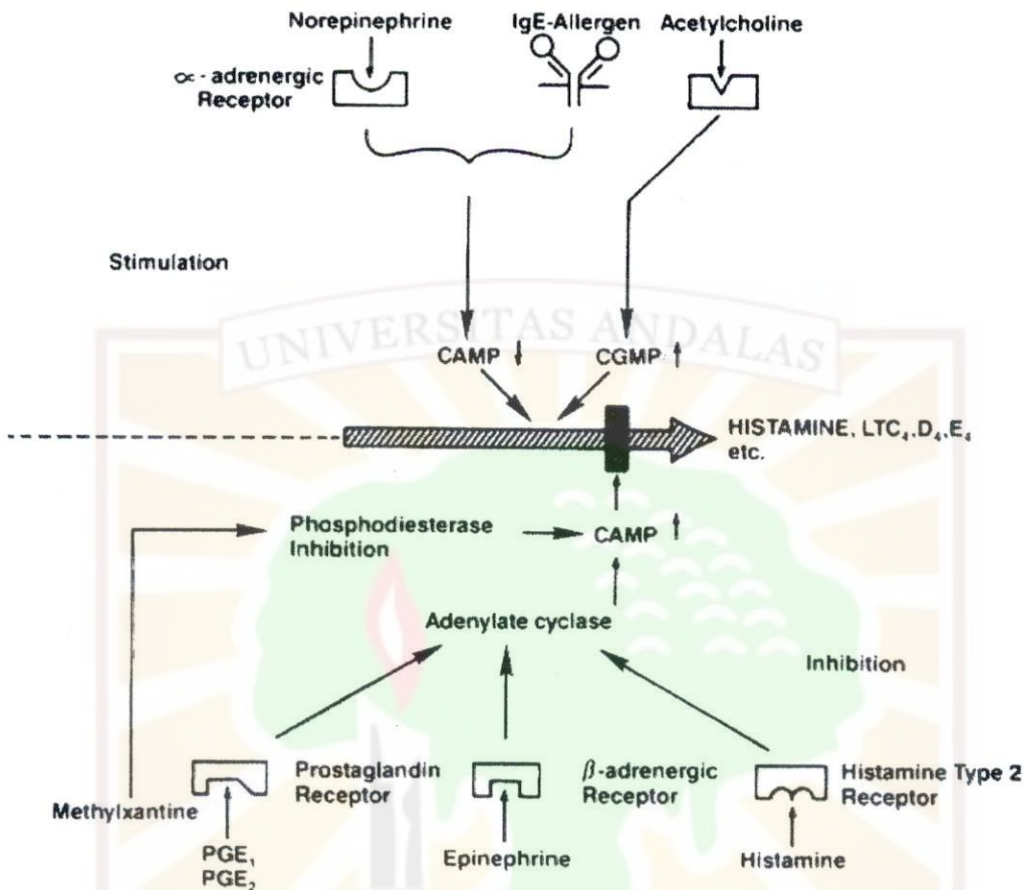 Norepinephrine
IgE-Allergen
Acetylcholine
∝-adrenergic
Receptor
Stimulation
UNIVERSITAS ANDALAS
CAMP ↓
CGMP ↑
HISTAMINE, LTC₄,D₄,E₄
etc.
Phosphodiesterase
Inhibition
CAMP ↑
Adenylate cyclase
Inhibition
Prostaglandin
Receptor
β-adrenergic
Receptor
Histamine Type 2
Receptor
Methylxantine
PGE₁
PGE₂
Epinephrine
Histamine